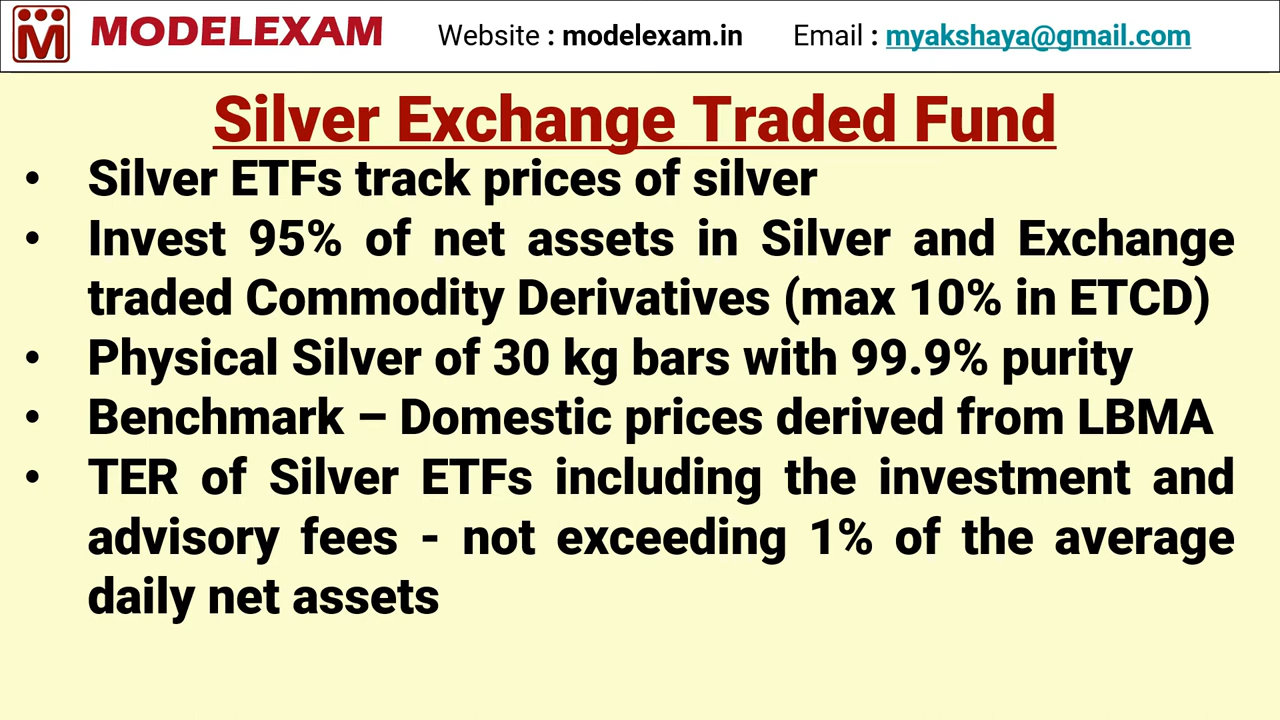 MODELEXAM Website : modelexam.in Email : myakshaya@gmail.com
Silver Exchange Traded Fund
• Silver ETFs track prices of silver
• Invest 95% of net assets in Silver and Exchange
traded Commodity Derivatives (max 10% in ETCD)
• Physical Silver of 30 kg bars with 99.9% purity
• Benchmark – Domestic prices derived from LBMA
• TER of Silver ETFs including the investment and
advisory fees - not exceeding 1% of the average
daily net assets